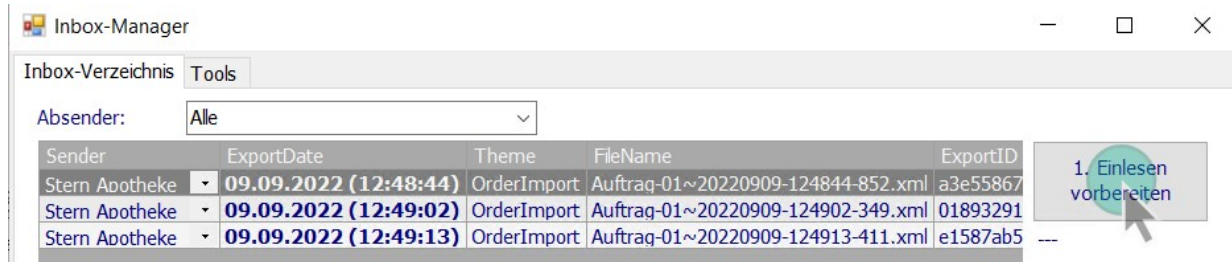 Inbox-Manager
Inbox-Verzeichnis Tools
Absender: Alle
Sender ExportDate Theme FileName ExportID
Stern Apotheke 09.09.2022 (12:48:44) OrderImport Auftrag-01~20220909-124844-852.xml a3e55867
Stern Apotheke 09.09.2022 (12:49:02) OrderImport Auftrag-01~20220909-124902-349.xml 01893291
Stern Apotheke 09.09.2022 (12:49:13) OrderImport Auftrag-01~20220909-124913-411.xml e1587ab5
1. Einlesen
vorbereiten
---